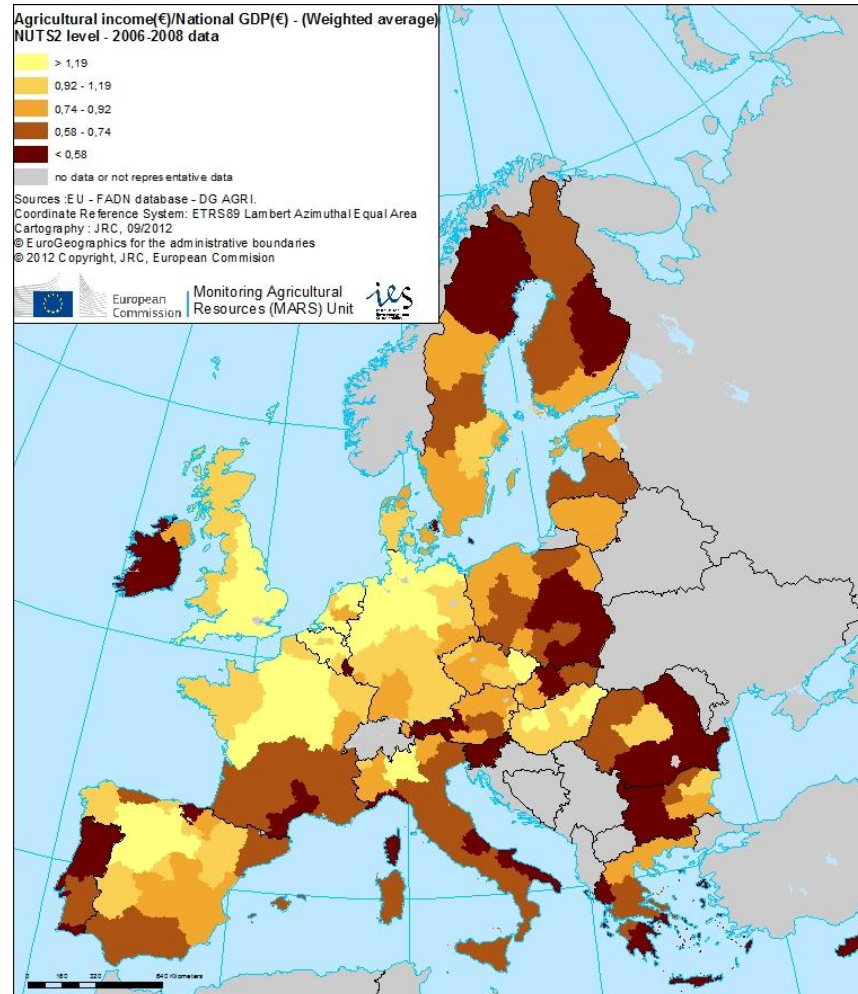 Agricultural income(€)/National GDP(€) - (Weighted average)
NUTS2 level - 2006-2008 data
> 1,19
0,92 - 1,19
0,74 - 0,92
0,58 - 0,74
< 0,58
no data or not representative data
Sources :EU - FADN database - DG AGRI.
Coordinate Reference System: ETRS89 Lambert Azimuthal Equal Area
Cartography : JRC, 09/2012
© EuroGeographics for the administrative boundaries
© 2012 Copyright, JRC, European Commision
European
Commission
Monitoring Agricultural
Resources (MARS) Unit
ies
0 160 320 640 Kilometers